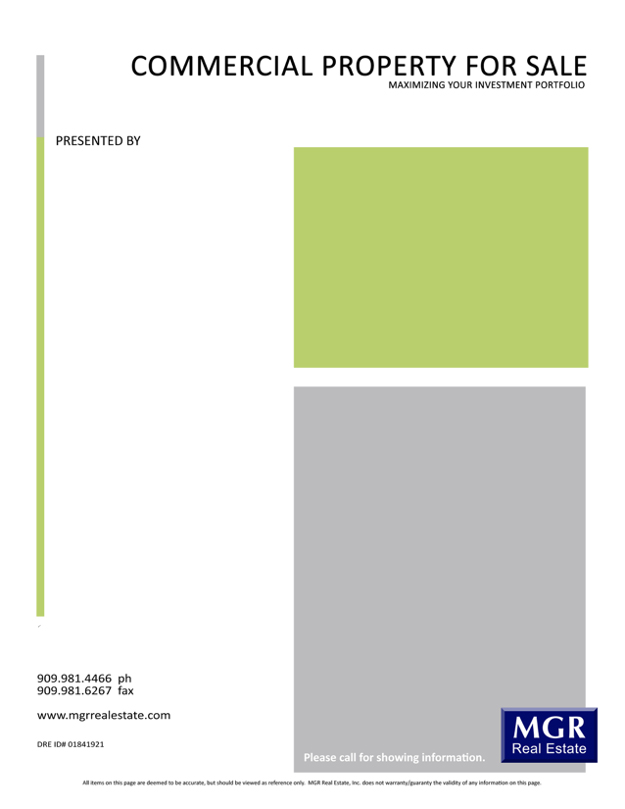 COMMERCIAL PROPERTY FOR SALE
MAXIMIZING YOUR INVESTMENT PORTFOLIO
PRESENTED BY
909.981.4466 ph
909.981.6267 fax
www.mgrrealestate.com
DRE ID# 01841921
Please call for showing information.
MGR
Real Estate
All items on this page are deemed to be accurate, but should be viewed as reference only. MGR Real Estate, Inc. does not warranty/guaranty the validity of any information on this page.